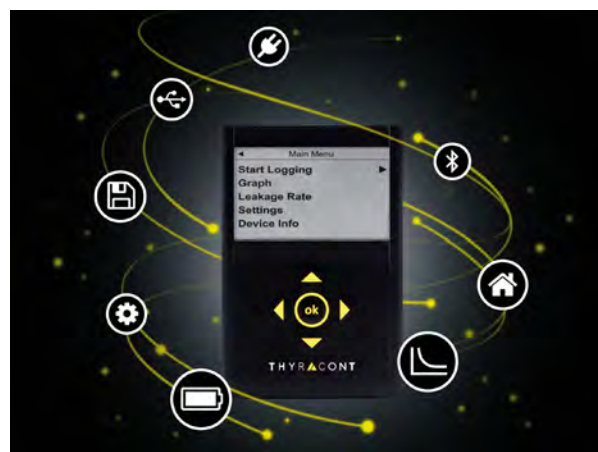 Main Menu
Start Logging
Graph
Leakage Rate
Settings
Device Info
ok
THYRACONT